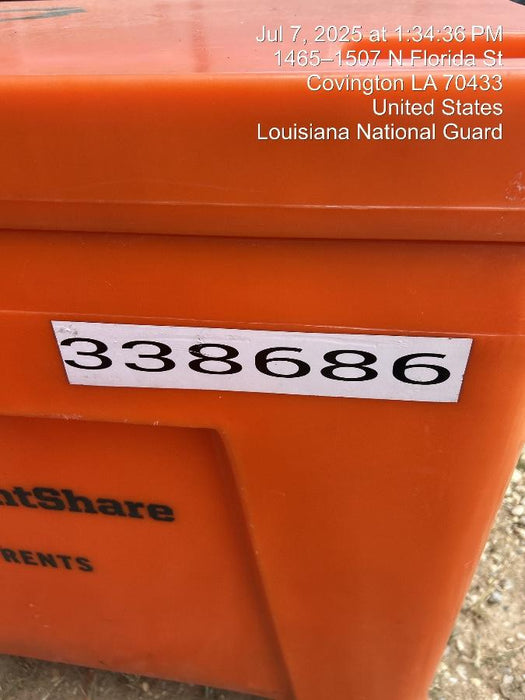 Jul 7, 2025 at 1:34:36 PM
1465–1507 N Florida St
Covington LA 70433
United States
Louisiana National Guard
338686
ntShare
RENTS